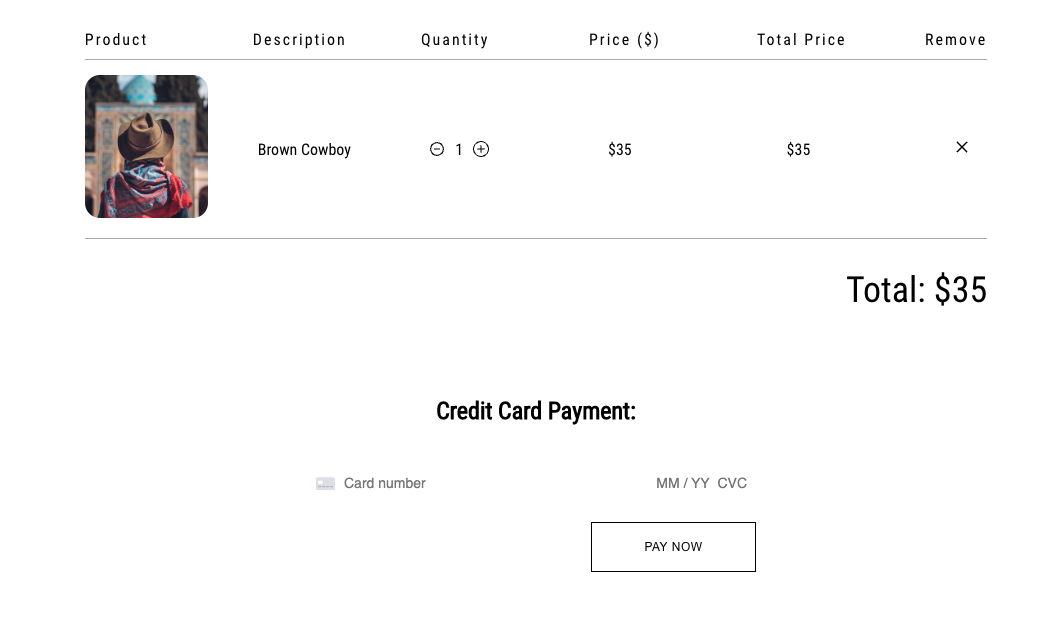 Product Description Quantity Price ($) Total Price Remove
Brown Cowboy 1 $35 $35
Total: $35
Credit Card Payment:
Card number MM / YY CVC
PAY NOW